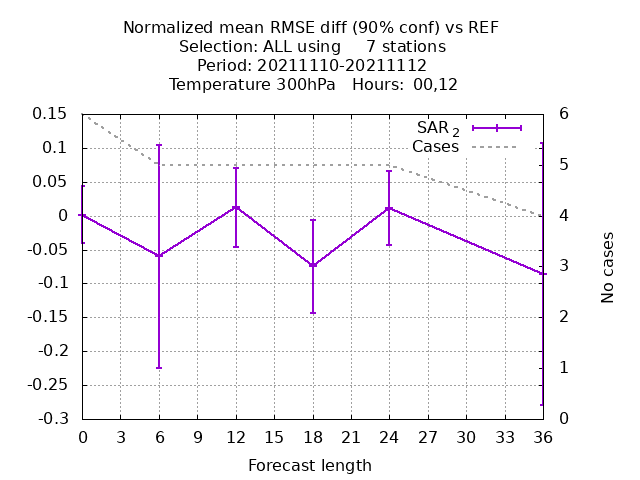 Normalized mean RMSE diff (90% conf) vs REF
Selection: ALL using     7 stations
Period: 20211110-20211112
Temperature 300hPa   Hours:  00,12
SAR 2
Cases
0.15
0.1
0.05
0
-0.05
-0.1
-0.15
-0.2
-0.25
-0.3
6
5
4
3
2
1
0
No cases
0 3 6 9 12 15 18 21 24 27 30 33 36
Forecast length